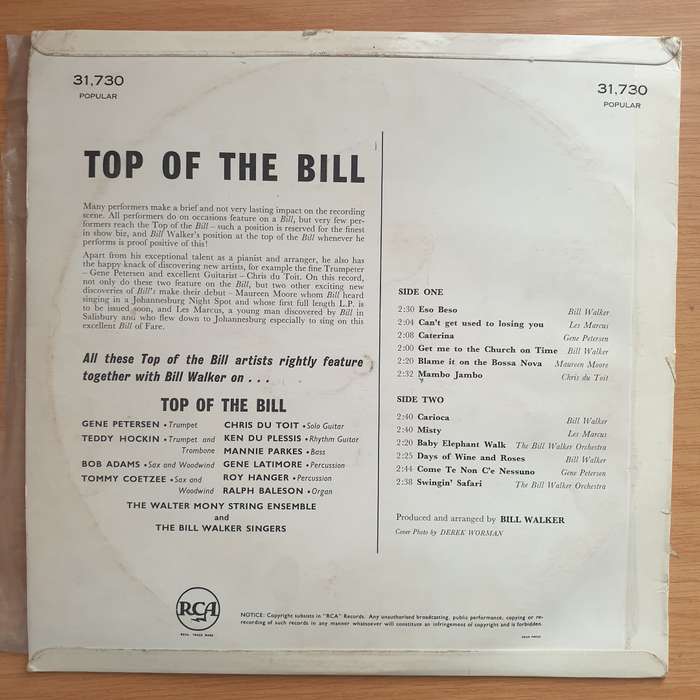 31,730
POPULAR
31,730
POPULAR
TOP OF THE BILL
Many performers make a brief and not very lasting impact on the recording
scene. All performers do on occasions feature on a Bill, but very few per-
formers reach the Top of the Bill – such a position is reserved for the finest
in show biz, and Bill Walker's position at the top of the Bill whenever he
performs is proof positive of this!
Apart from his exceptional talent as a pianist and arranger, he also has
the happy knack of discovering new artists, for example the fine Trumpeter
– Gene Petersen and excellent Guitarist – Chris du Toit. On this record,
not only do these two feature on the Bill, but two other exciting new
discoveries of Bill's make their debut – Maureen Moore whom Bill heard
singing in a Johannesburg Night Spot and whose first full length L.P. is
to be issued soon, and Les Marcus, a young man discovered by Bill in
Salisbury and who flew down to Johannesburg especially to sing on this
excellent Bill of Fare.
All these Top of the Bill artists rightly feature
together with Bill Walker on . . .
TOP OF THE BILL
GENE PETERSEN • Trumpet
TEDDY HOCKIN • Trumpet and
Trombone
BOB ADAMS • Sax and Woodwind
TOMMY COETZEE • Sax and
Woodwind
CHRIS DU TOIT • Solo Guitar
KEN DU PLESSIS • Rhythm Guitar
MANNIE PARKES • Bass
GENE LATIMORE • Percussion
ROY HANGER • Percussion
RALPH BALESON • Organ
THE WALTER MONY STRING ENSEMBLE
and
THE BILL WALKER SINGERS
SIDE ONE
2:30 Eso Beso Bill Walker
2:04 Can't get used to losing you Les Marcus
2:08 Caterina Gene Petersen
2:00 Get me to the Church on Time Bill Walker
2:20 Blame it on the Bossa Nova Maureen Moore
2:32 Mambo Jambo Chris du Toit
SIDE TWO
2:40 Carioca Bill Walker
2:40 Misty Les Marcus
2:20 Baby Elephant Walk The Bill Walker Orchestra
2:25 Days of Wine and Roses Bill Walker
2:44 Come Te Non C'e Nessuno Gene Petersen
2:38 Swingin' Safari The Bill Walker Orchestra
Produced and arranged by BILL WALKER
Cover Photo by DEREK WORMAN
RCA
NOTICE: Copyright subsists in "RCA" Records. Any unauthorised broadcasting, public performance, copying or re-
recording of such records in any manner whatsoever will constitute an infringement of copyright and is forbidden.